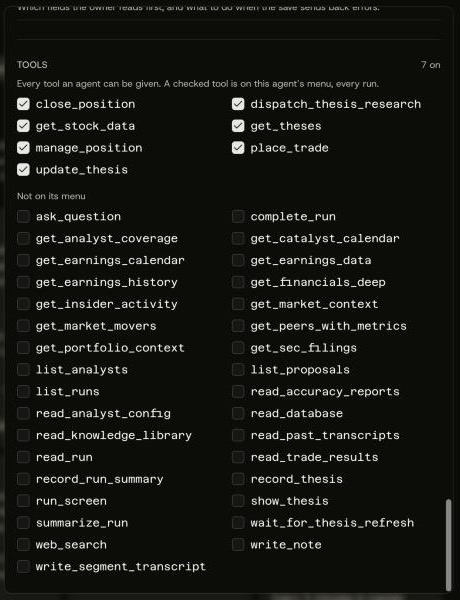 Which fields the owner reads first, and what to do when the save sends back errors.
TOOLS 7 on
Every tool an agent can be given. A checked tool is on this agent's menu, every run.
close_position dispatch_thesis_research
get_stock_data get_theses
manage_position place_trade
update_thesis
Not on its menu
ask_question complete_run
get_analyst_coverage get_catalyst_calendar
get_earnings_calendar get_earnings_data
get_earnings_history get_financials_deep
get_insider_activity get_market_context
get_market_movers get_peers_with_metrics
get_portfolio_context get_sec_filings
list_analysts list_proposals
list_runs read_accuracy_reports
read_analyst_config read_database
read_knowledge_library read_past_transcripts
read_run read_trade_results
record_run_summary record_thesis
run_screen show_thesis
summarize_run wait_for_thesis_refresh
web_search write_note
write_segment_transcript